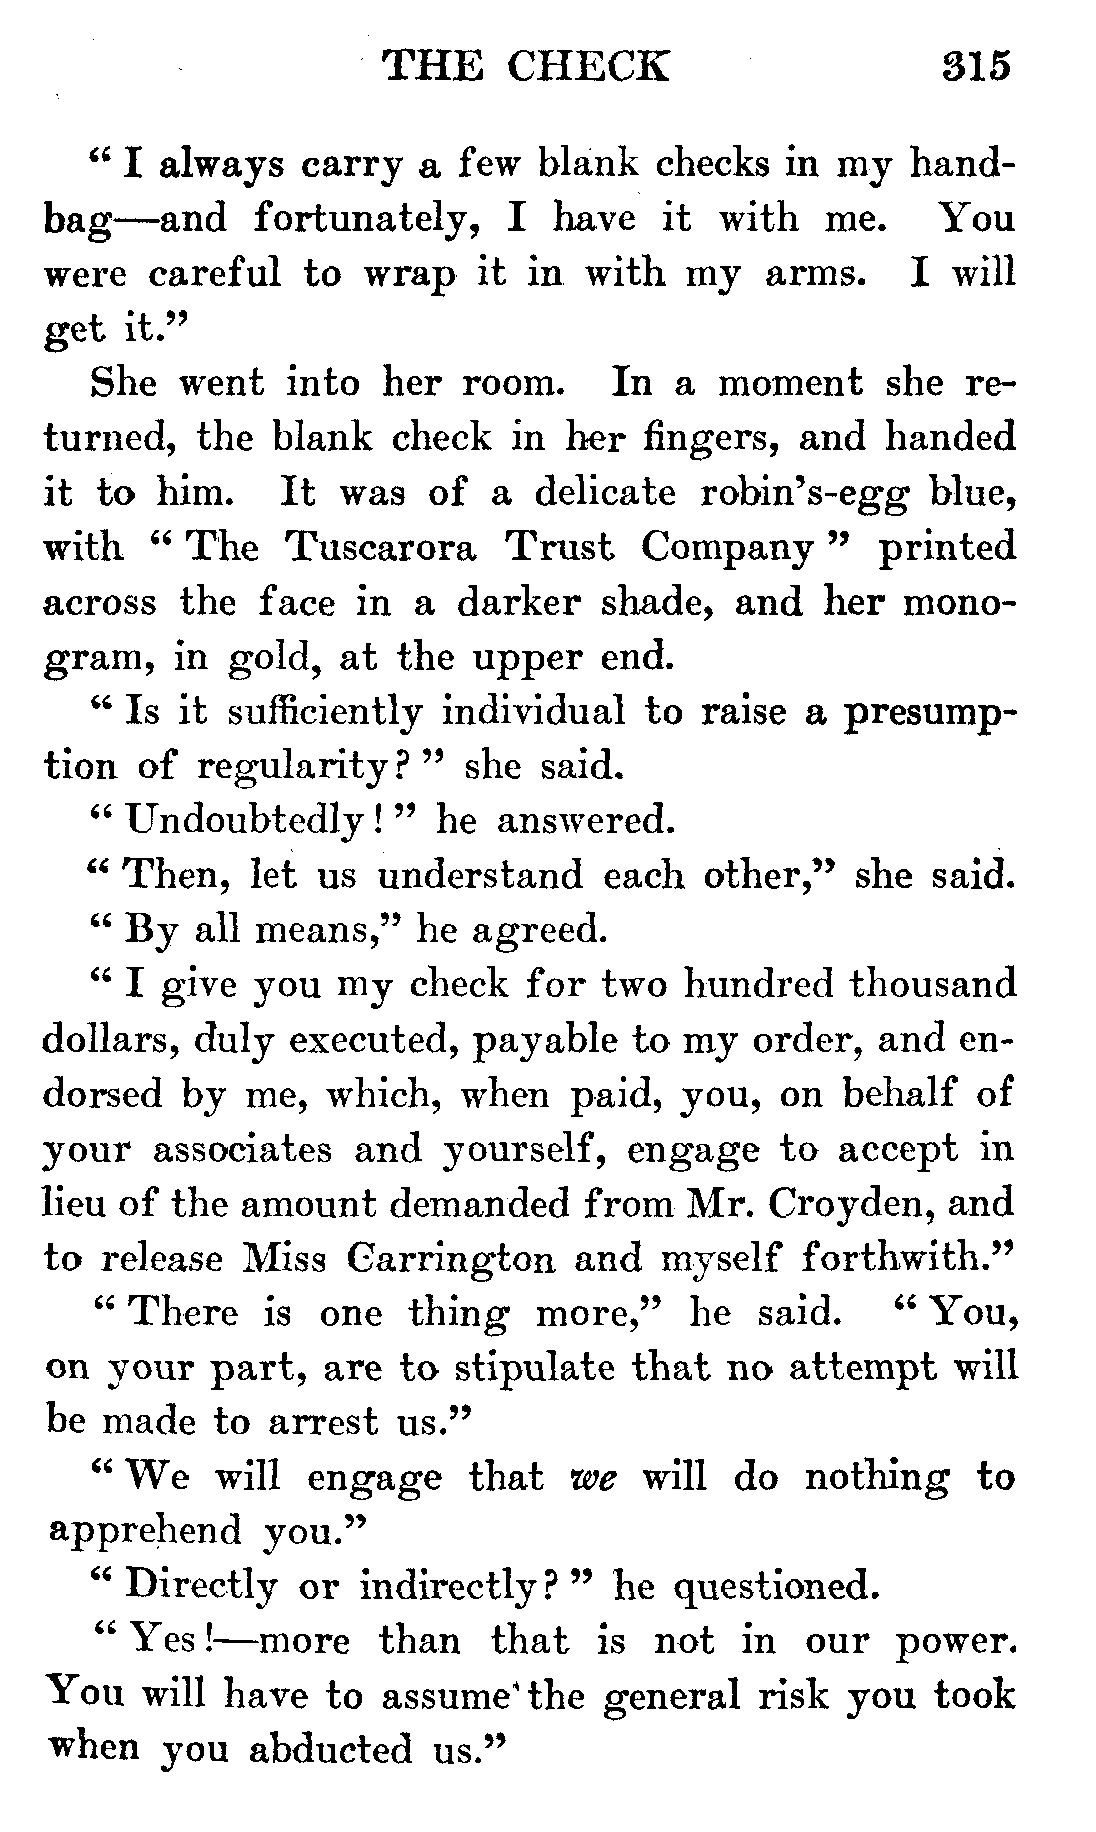 THE CHECK 315
“ I always carry a few blank checks in my hand-
bag—and fortunately, I have it with me. You
were careful to wrap it in with my arms. I will
get it.”
She went into her room. In a moment she re-
turned, the blank check in her fingers, and handed
it to him. It was of a delicate robin’s-egg blue,
with “ The Tuscarora Trust Company ” printed
across the face in a darker shade, and her mono-
gram, in gold, at the upper end.
“ Is it sufficiently individual to raise a presump-
tion of regularity? ” she said.
“ Undoubtedly! ” he answered.
“ Then, let us understand each other,” she said.
“ By all means,” he agreed.
“ I give you my check for two hundred thousand
dollars, duly executed, payable to my order, and en-
dorsed by me, which, when paid, you, on behalf of
your associates and yourself, engage to accept in
lieu of the amount demanded from Mr. Croyden, and
to release Miss Carrington and myself forthwith.”
“ There is one thing more,” he said. “ You,
on your part, are to stipulate that no attempt will
be made to arrest us.”
“ We will engage that we will do nothing to
apprehend you.”
“ Directly or indirectly? ” he questioned.
“ Yes!—more than that is not in our power.
You will have to assume the general risk you took
when you abducted us.”